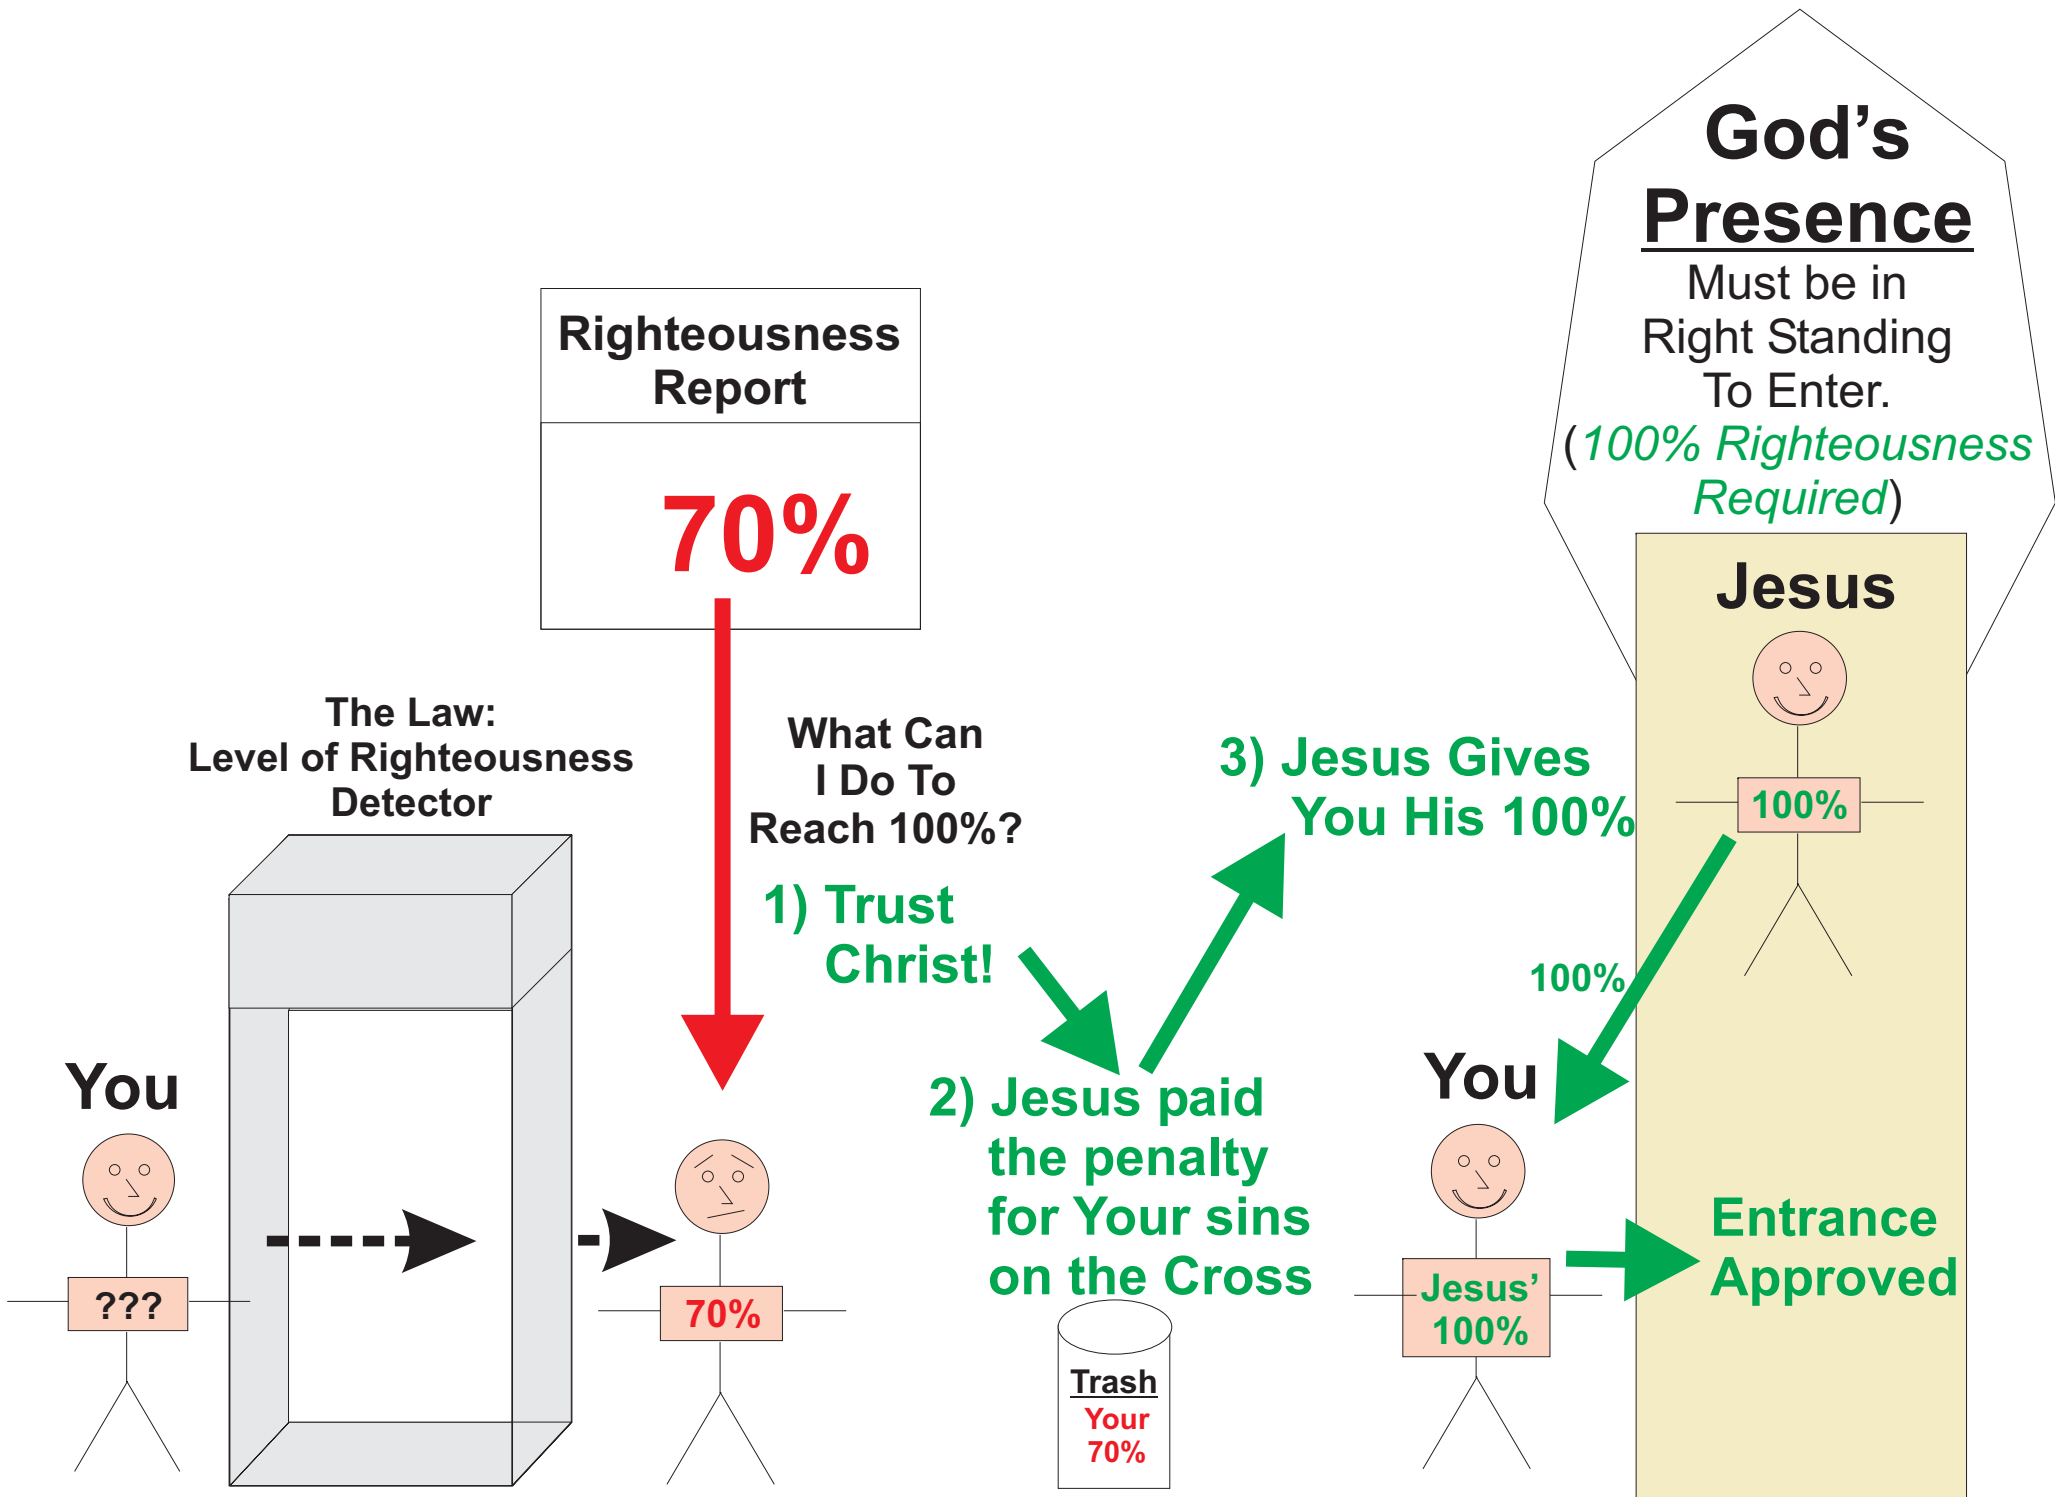 God’s
Presence
Must be in
Right Standing
To Enter.
(100% Righteousness
Required)
Righteousness
Report
70%
The Law:
Level of Righteousness
Detector
What Can
I Do To
Reach 100%?
1) Trust
Christ!
2) Jesus paid
the penalty
for Your sins
on the Cross
3) Jesus Gives
You His 100%
Jesus
100%
100%
You
???
70%
Trash
Your
70%
You
Jesus’
100%
Entrance
Approved